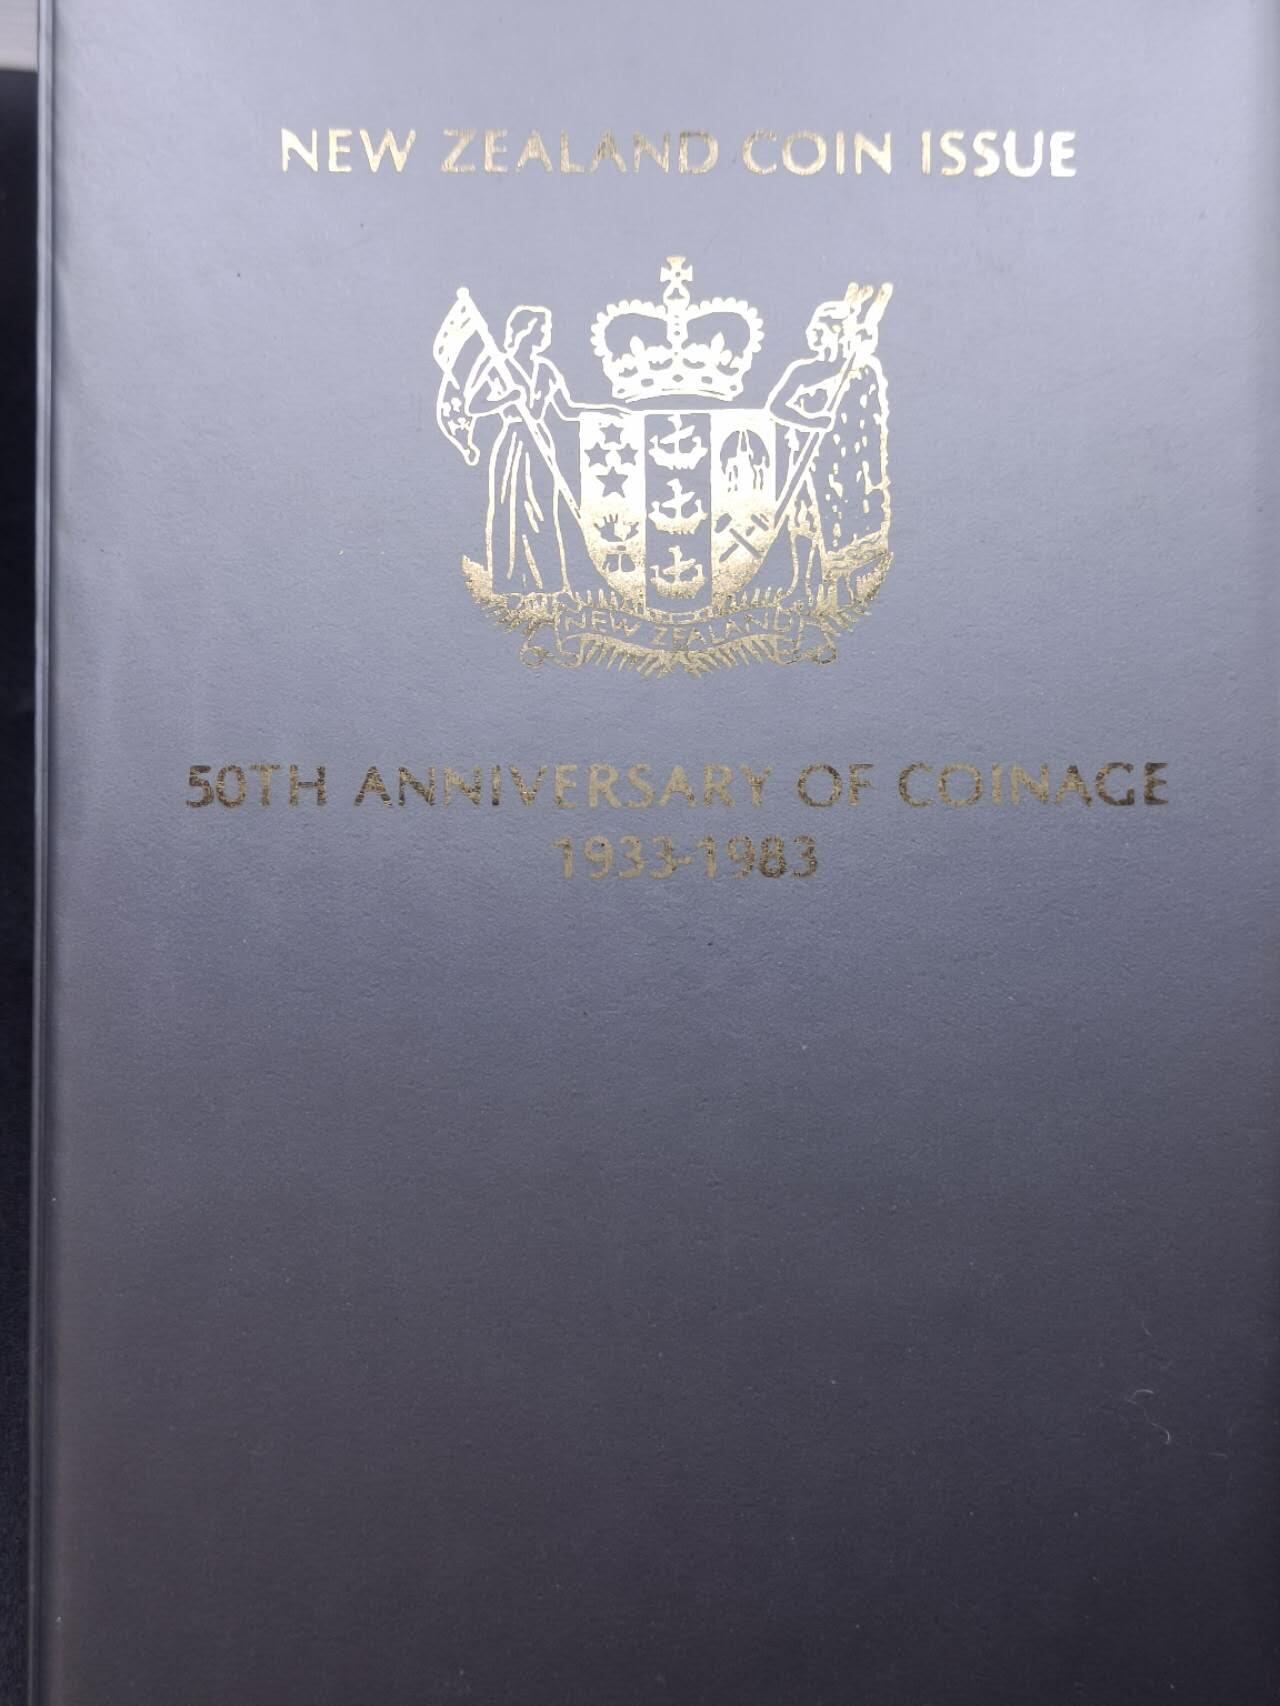 NEW ZEALAND COIN ISSUE
NEW ZEALAND
50TH ANNIVERSARY OF COINAGE
1933-1983